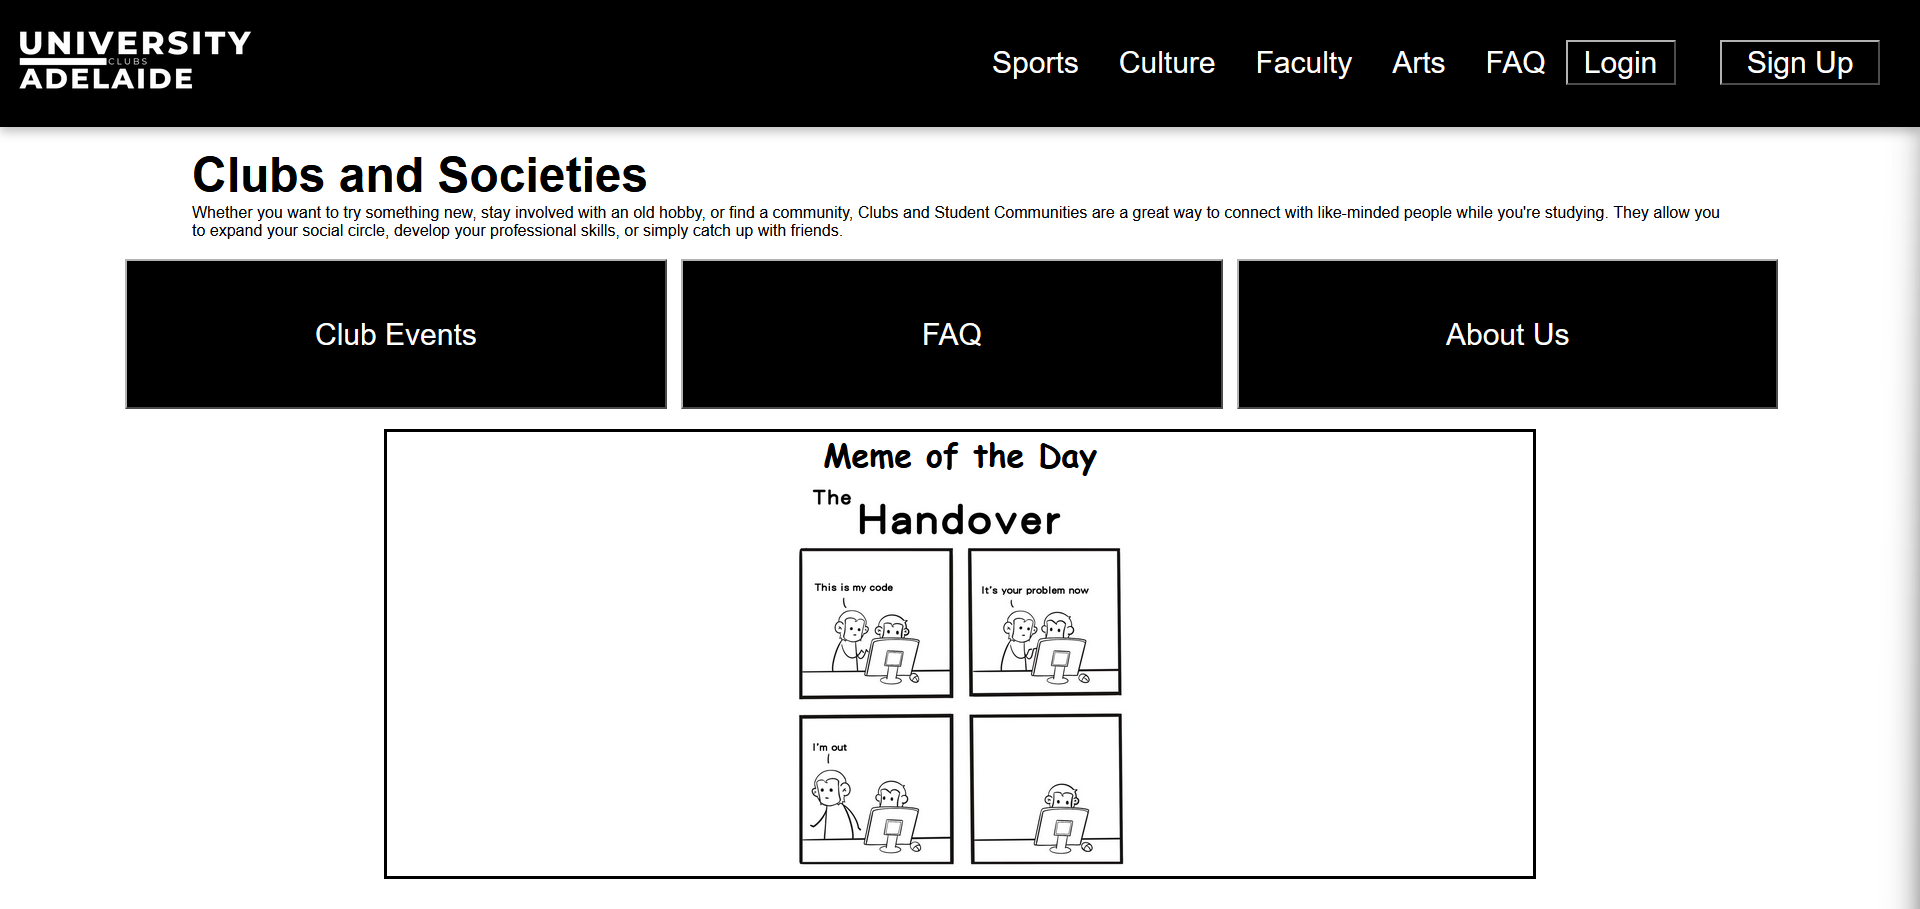 UNIVERSITY
CLUBS
ADELAIDE
Sports Culture Faculty Arts FAQ Login Sign Up
Clubs and Societies
Whether you want to try something new, stay involved with an old hobby, or find a community, Clubs and Student Communities are a great way to connect with like-minded people while you're studying. They allow you
to expand your social circle, develop your professional skills, or simply catch up with friends.
Club Events FAQ About Us
Meme of the Day
The
Handover
This is my code
It's your problem now
I'm out